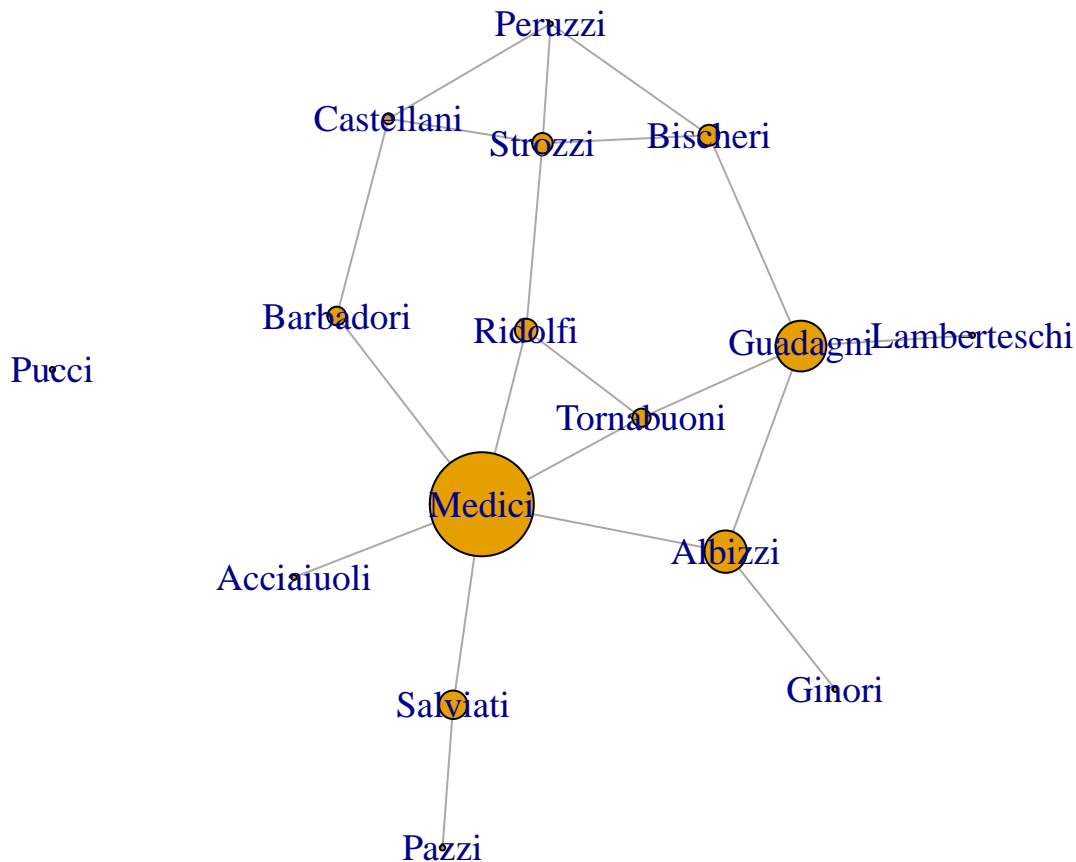 Peruzzi
Castellani
Strozzi
Bischeri
Barbadori
Ridolfi
Guadagni
Lamberteschi
Pucci
Tornabuoni
Medici
Albizzi
Acciaiuoli
Salviati
Ginori
Pazzi